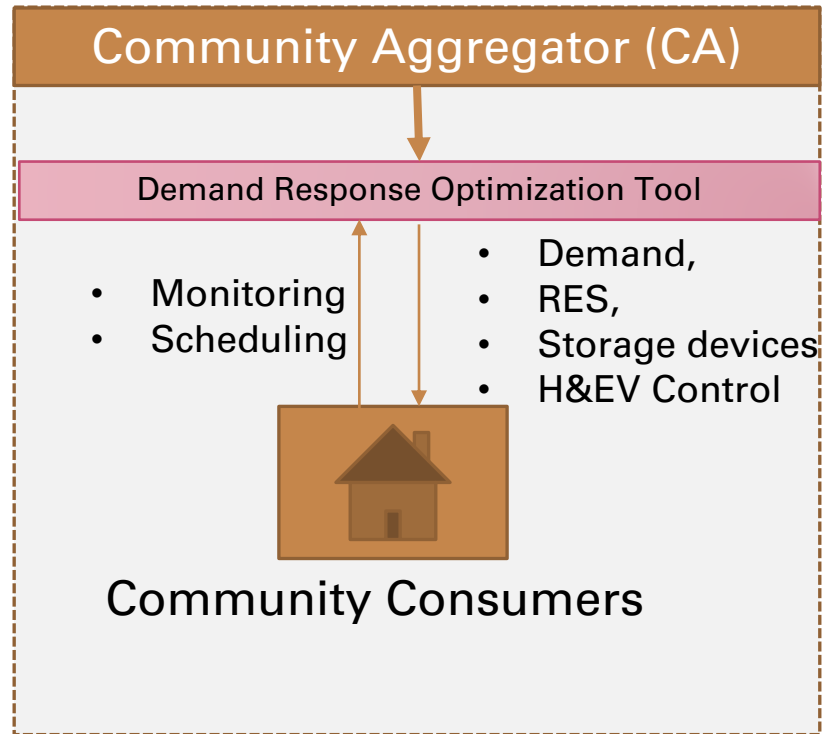 Community Aggregator (CA)
Demand Response Optimization Tool
• Monitoring
• Scheduling
• Demand,
• RES,
• Storage devices
• H&EV Control
Community Consumers